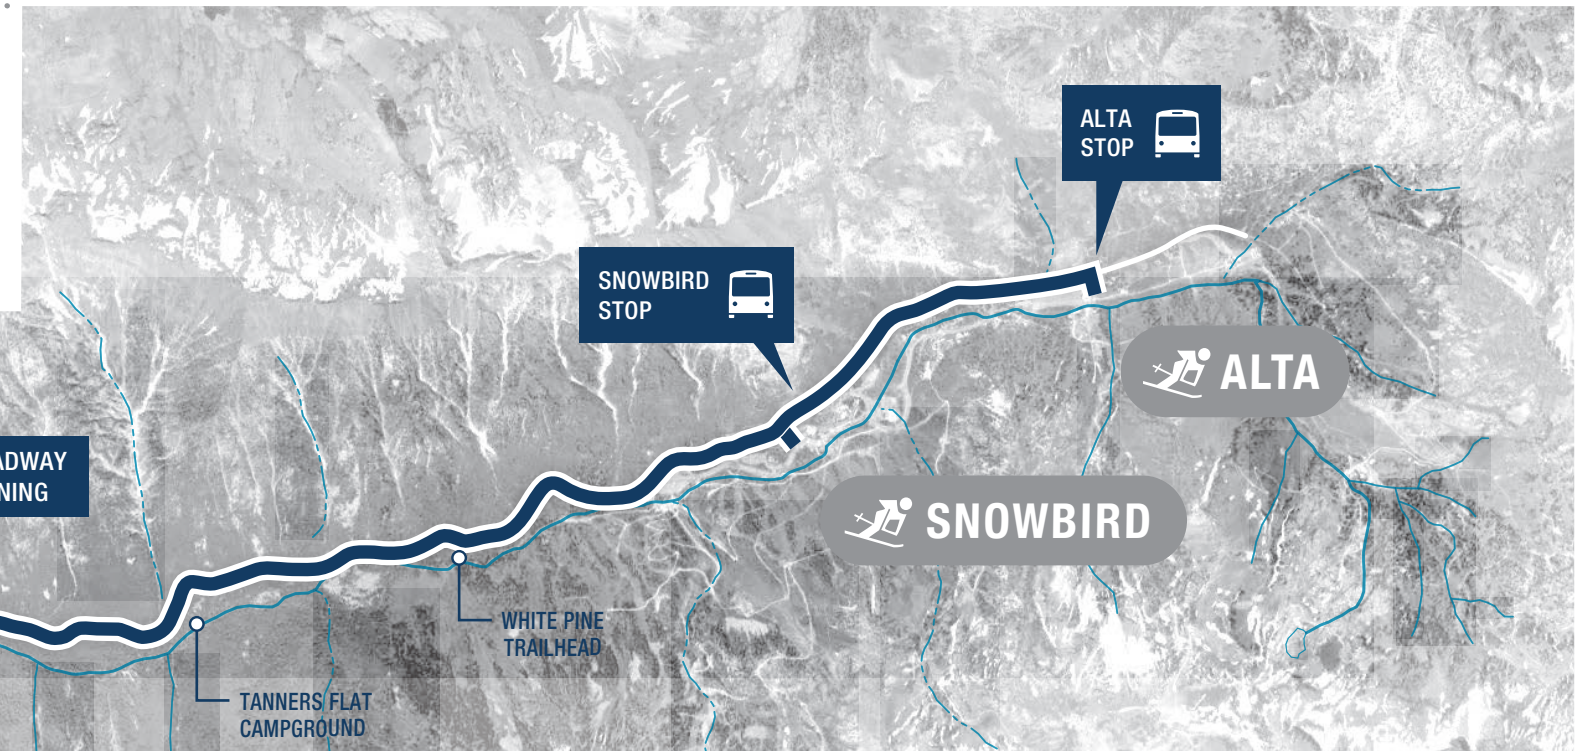 ALTA
STOP
SNOWBIRD
STOP
ALTA
SNOWBIRD
ADWAY
NING
WHITE PINE
TRAILHEAD
TANNERS FLAT
CAMPGROUND